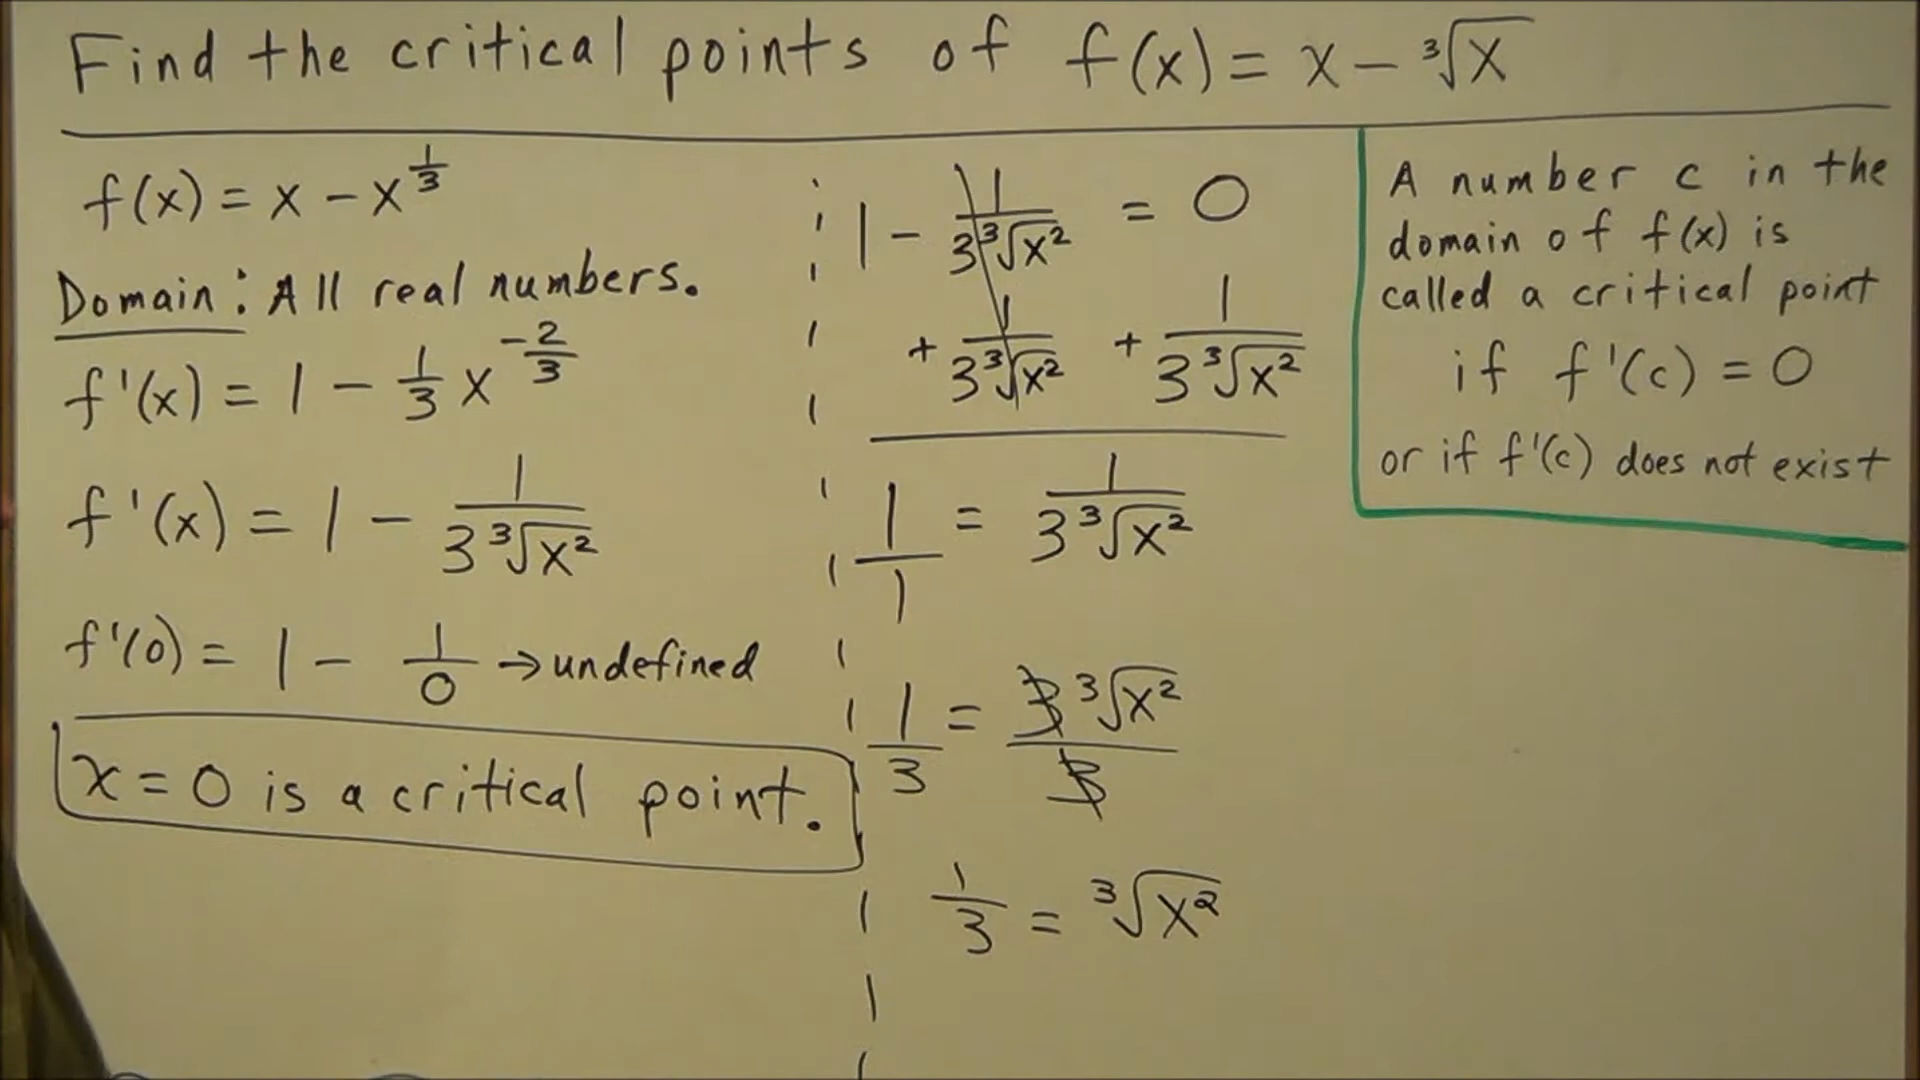 Find the critical points of f(x) = x - ∛x
f(x) = x - x^(1/3)
Domain: All real numbers.
f'(x) = 1 - 1/3 x^(-2/3)
f'(x) = 1 - 1/(3∛x²)
f'(0) = 1 - 1/0 → undefined
x = 0 is a critical point.
1 - 1/(3∛x²) = 0
+ 1/(3∛x²) + 1/(3∛x²)
1/1 = 1/(3∛x²)
1/3 = 3∛x²/3
1/3 = ∛x²
A number c in the
domain of f(x) is
called a critical point
if f'(c) = 0
or if f'(c) does not exist